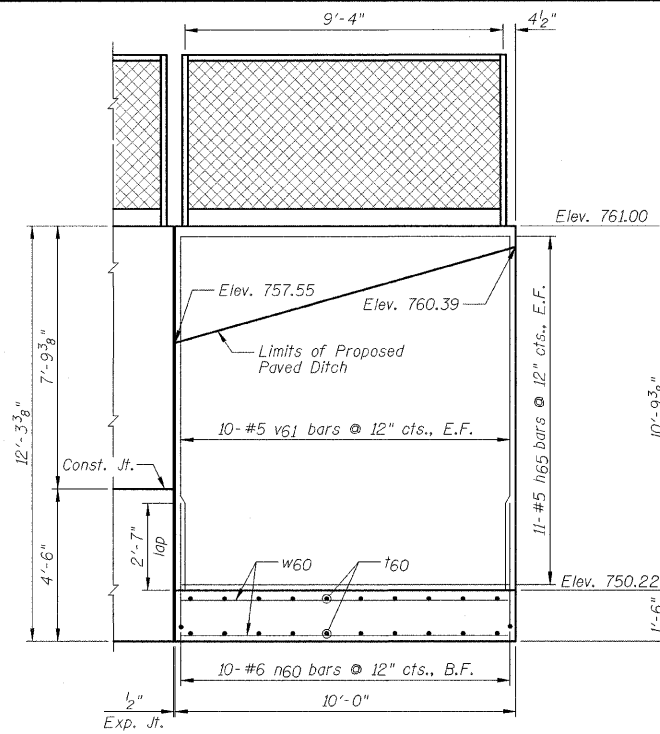 9'-4"
4½"
Elev. 761.00
Elev. 757.55
Elev. 760.39
Limits of Proposed
Paved Ditch
7'-9⅜"
12'-3⅜"
10-#5 v61 bars @ 12" cts., E.F.
11-#5 h65 bars @ 12" cts., E.F.
10'-9⅜"
Const. Jt.
4'-6"
2'-7"
lap
w60
t60
Elev. 750.22
1'-6"
10-#6 n60 bars @ 12" cts., B.F.
½"
Exp. Jt.
10'-0"